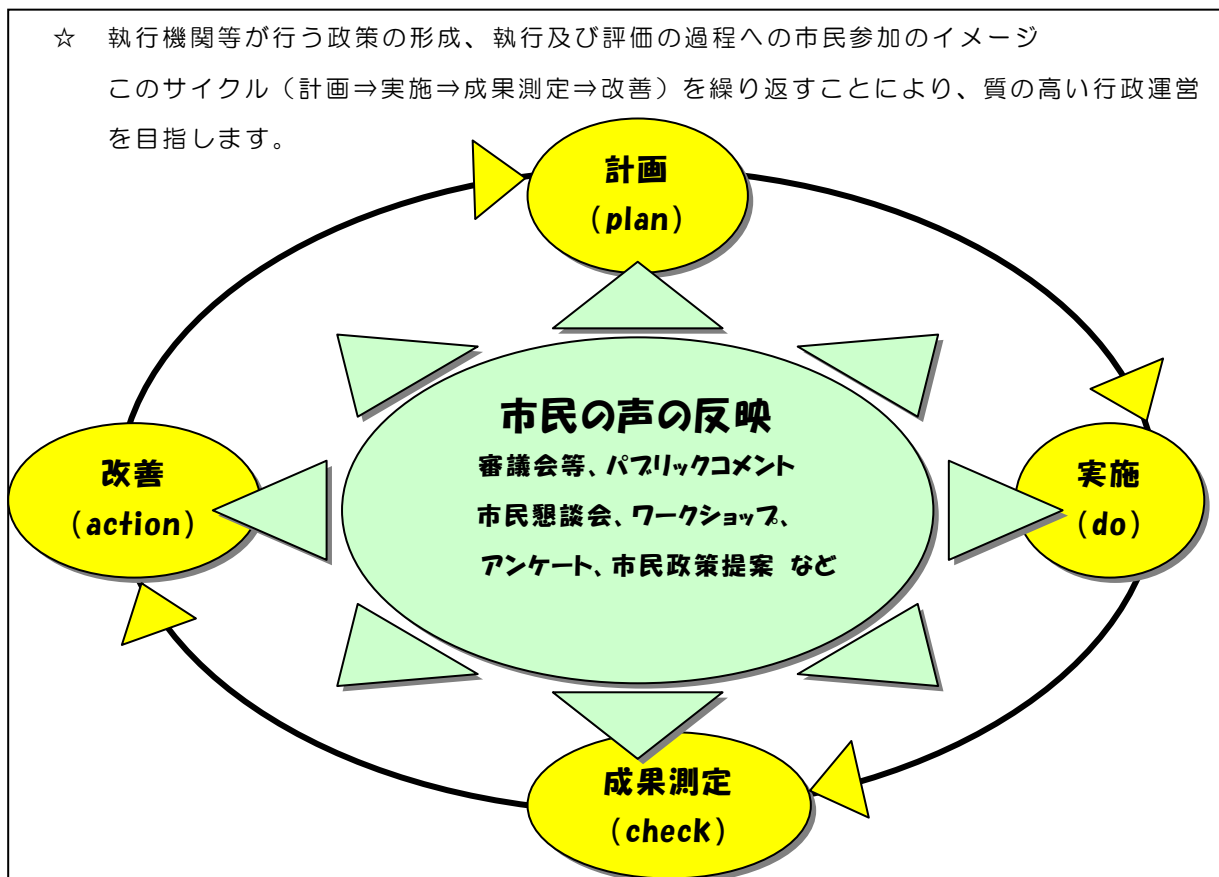 ☆ 執行機関等が行う政策の形成、執行及び評価の過程への市民参加のイメージ
このサイクル（計画⇒実施⇒成果測定⇒改善）を繰り返すことにより、質の高い行政運営
を目指します。
計画
（plan）
市民の声の反映
審議会等、パブリックコメント
市民懇談会、ワークショップ、
アンケート、市民政策提案 など
改善
（action）
実施
（do）
成果測定
（check）